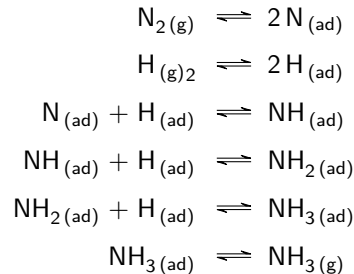 N₂(g) ⇌ 2 N(ad)
H(g)2 ⇌ 2 H(ad)
N(ad) + H(ad) ⇌ NH(ad)
NH(ad) + H(ad) ⇌ NH₂(ad)
NH₂(ad) + H(ad) ⇌ NH₃(ad)
NH₃(ad) ⇌ NH₃(g)